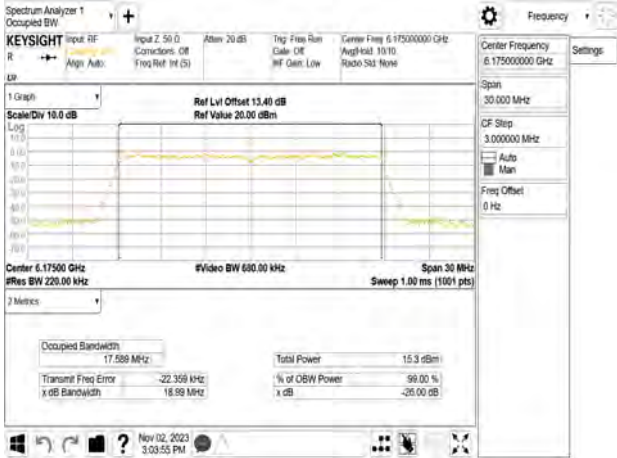 Spectrum Analyzer 1
Occupied BW
Frequency
KEYSIGHT
R
Input: RF
Align: Auto
Input Z: 50 Ω
Corrections: Off
Freq Ref: Int (S)
Atten: 20 dB
Trig: Free Run
Gate: Off
#IF Gain: Low
Center Freq: 6.175000000 GHz
Avg|Hold: 10/10
Radio Std: None
Center Frequency
6.175000000 GHz
Settings
Span
30.000 MHz
CF Step
3.000000 MHz
Auto
Man
Freq Offset
0 Hz
1 Graph
Scale/Div 10.0 dB
Log
Ref Lvl Offset 13.40 dB
Ref Value 20.00 dBm
10.0
0.00
Center 6.17500 GHz
#Res BW 220.00 kHz
#Video BW 680.00 kHz
Span 30 MHz
Sweep 1.00 ms (1001 pts)
2 Metrics
Occupied Bandwidth
17.589 MHz
Total Power
15.3 dBm
Transmit Freq Error
-22.359 kHz
% of OBW Power
99.00 %
x dB Bandwidth
18.99 MHz
x dB
-26.00 dB
?
Nov 02, 2023
3:03:55 PM